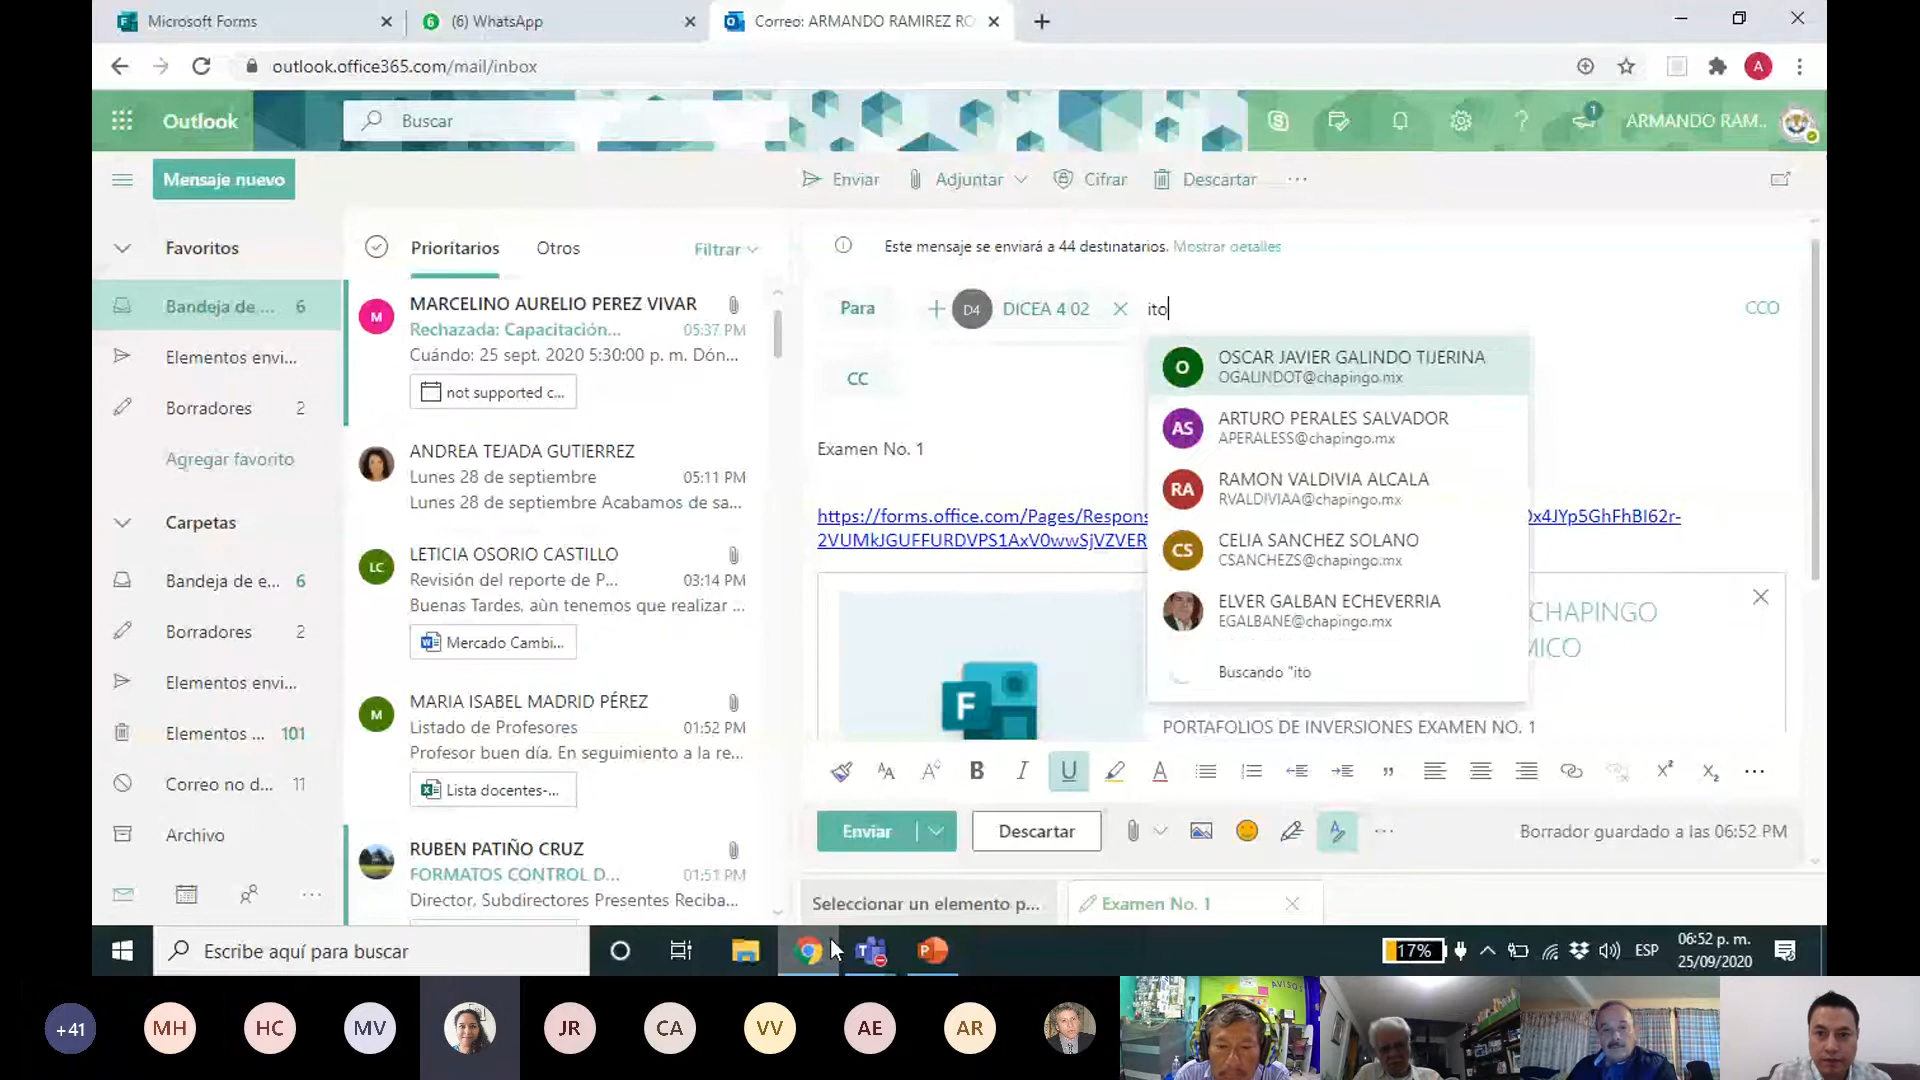 Microsoft Forms
(6) WhatsApp
Correo: ARMANDO RAMIREZ RO
outlook.office365.com/mail/inbox
A
Outlook
Buscar
1
ARMANDO RAM..
Mensaje nuevo
Enviar
Adjuntar
Cifrar
Descartar
Favoritos
Bandeja de ... 6
Elementos envi...
Borradores 2
Agregar favorito
Carpetas
Bandeja de e... 6
Borradores 2
Elementos envi...
Elementos ... 101
Correo no d... 11
Archivo
Prioritarios
Otros
Filtrar
M
MARCELINO AURELIO PEREZ VIVAR
Rechazada: Capacitación... 05:37 PM
Cuándo: 25 sept. 2020 5:30:00 p. m. Dón...
not supported c...
ANDREA TEJADA GUTIERREZ
Lunes 28 de septiembre 05:11 PM
Lunes 28 de septiembre Acabamos de sa...
LC
LETICIA OSORIO CASTILLO
Revisión del reporte de P... 03:14 PM
Buenas Tardes, aùn tenemos que realizar ...
Mercado Cambi...
M
MARIA ISABEL MADRID PÉREZ
Listado de Profesores 01:52 PM
Profesor buen día. En seguimiento a la re...
Lista docentes-...
RUBEN PATIÑO CRUZ
FORMATOS CONTROL D... 01:51 PM
Director, Subdirectores Presentes Reciba...
Este mensaje se enviará a 44 destinatarios. Mostrar detalles
Para
D4 DICEA 4 02
ito
CCO
CC
O
OSCAR JAVIER GALINDO TIJERINA
OGALINDOT@chapingo.mx
AS
ARTURO PERALES SALVADOR
APERALESS@chapingo.mx
RA
RAMON VALDIVIA ALCALA
RVALDIVIAA@chapingo.mx
CS
CELIA SANCHEZ SOLANO
CSANCHEZS@chapingo.mx
ELVER GALBAN ECHEVERRIA
EGALBANE@chapingo.mx
Buscando "ito
Examen No. 1
https://forms.office.com/Pages/Respons
0x4JYp5GhFhBI62r-
2VUMkJGUFFURDVPS1AxV0wwSjVZVER
F
CHAPINGO
MICO
PORTAFOLIOS DE INVERSIONES EXAMEN NO. 1
Enviar
Descartar
Borrador guardado a las 06:52 PM
Seleccionar un elemento p...
Examen No. 1
Escribe aquí para buscar
17%
ESP
06:52 p. m.
25/09/2020
+41
MH
HC
MV
JR
CA
VV
AE
AR
AVISO